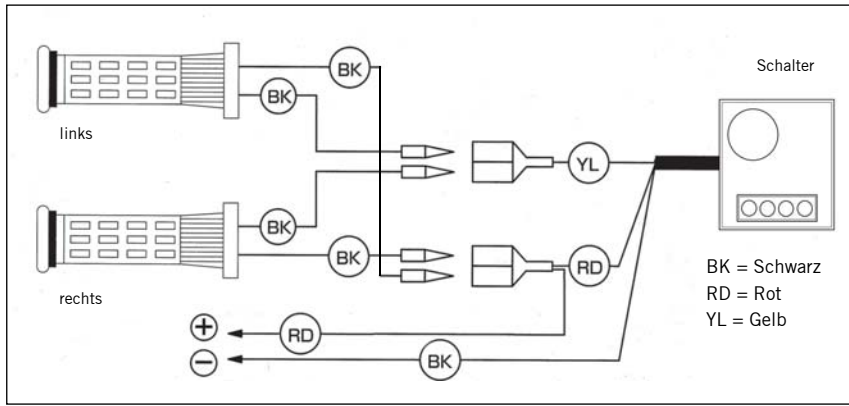 BK
BK
Schalter
links
YL
BK
BK
RD
rechts
BK = Schwarz
RD = Rot
YL = Gelb
+
RD
−
BK